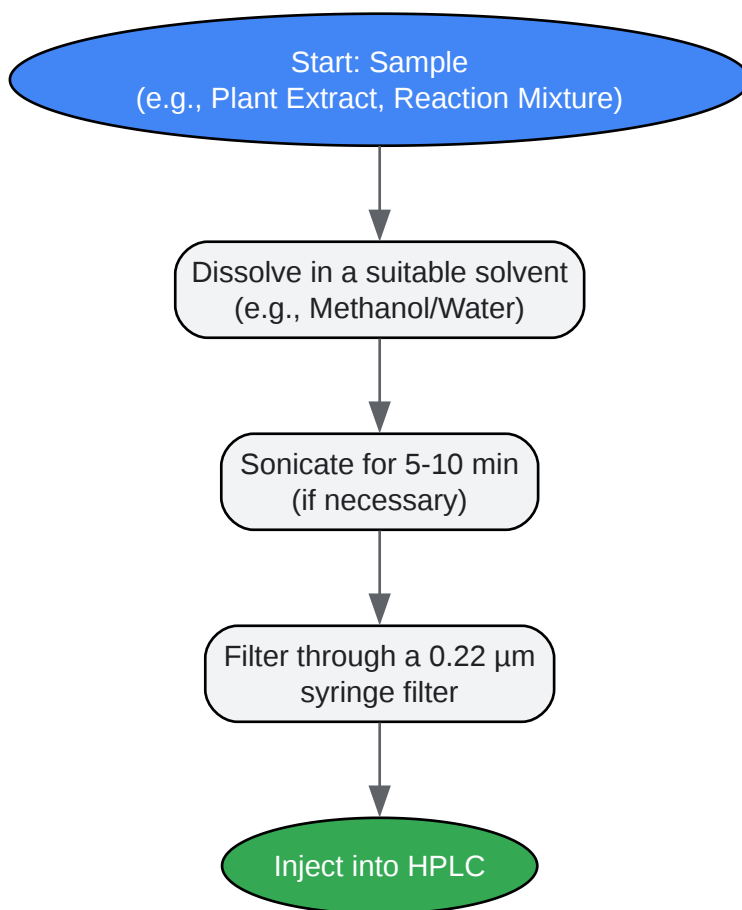 Start: Sample
(e.g., Plant Extract, Reaction Mixture)
Dissolve in a suitable solvent
(e.g., Methanol/Water)
Sonicate for 5-10 min
(if necessary)
Filter through a 0.22 µm
syringe filter
Inject into HPLC